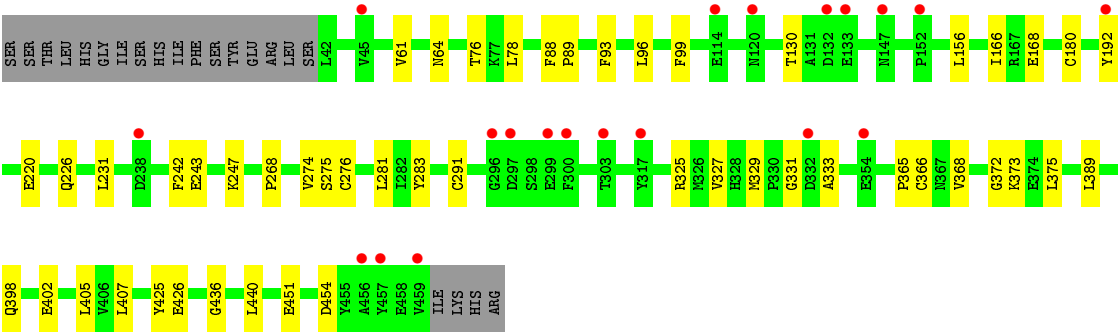 SER SER THR LEU HIS GLY ILE SER HIS ILE PHE SER TYR GLU ARG LEU SER L42 V45 V61 N64 T76 K77 L78 F88 P89 F93 L96 F99 E114 N120 T130 A131 D132 E133 N147 P152 L156 I166 R167 E168 C180 Y192
E220 Q226 L231 D238 F242 E243 K247 P268 V274 S275 C276 L281 I282 Y283 C291 G296 D297 S298 E299 F300 T303 Y317 R325 M326 V327 H328 M329 P330 G331 D332 A333 E354 P365 C366 N367 V368 G372 K373 E374 L375 L389
Q398 E402 L405 V406 L407 Y425 E426 G436 L440 E451 D454 Y455 A456 Y457 E458 V459 ILE LYS HIS ARG